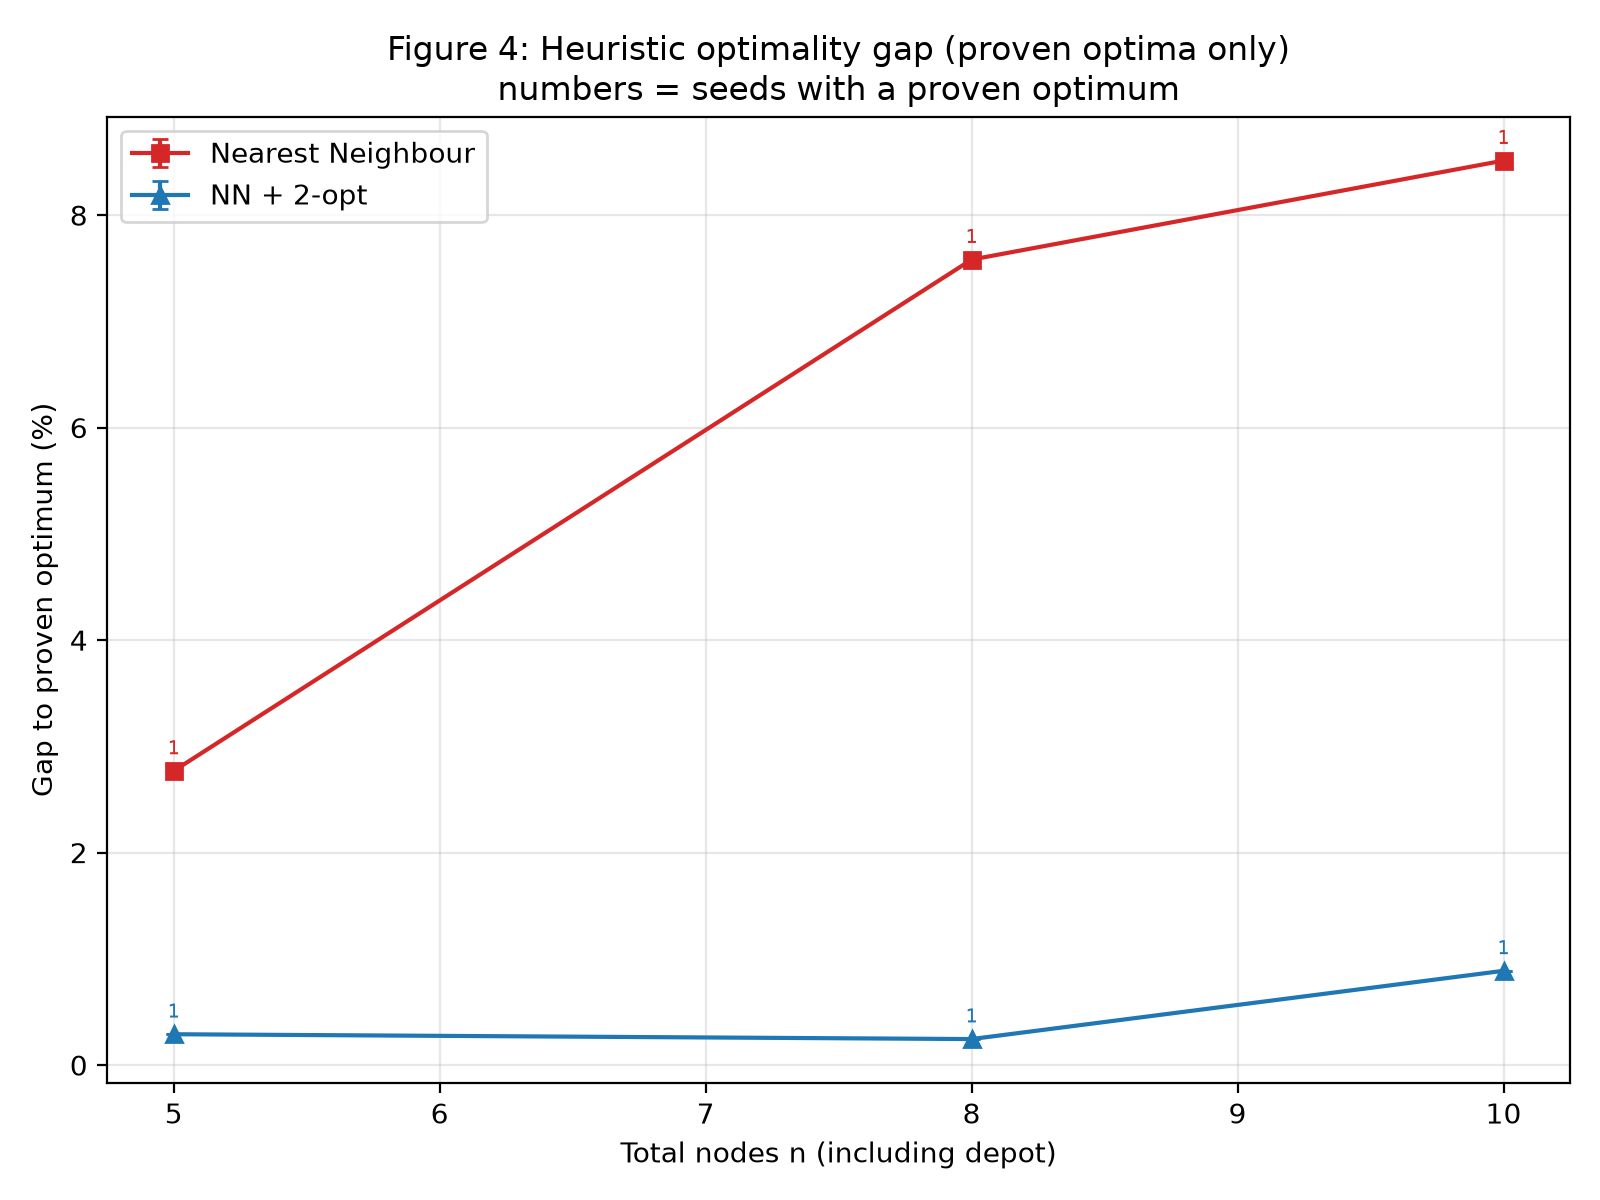 Figure 4: Heuristic optimality gap (proven optima only)
numbers = seeds with a proven optimum
Nearest Neighbour
NN + 2-opt
Gap to proven optimum (%)
8
6
4
2
0
1
1
1
1
1
1
5
6
7
8
9
10
Total nodes n (including depot)